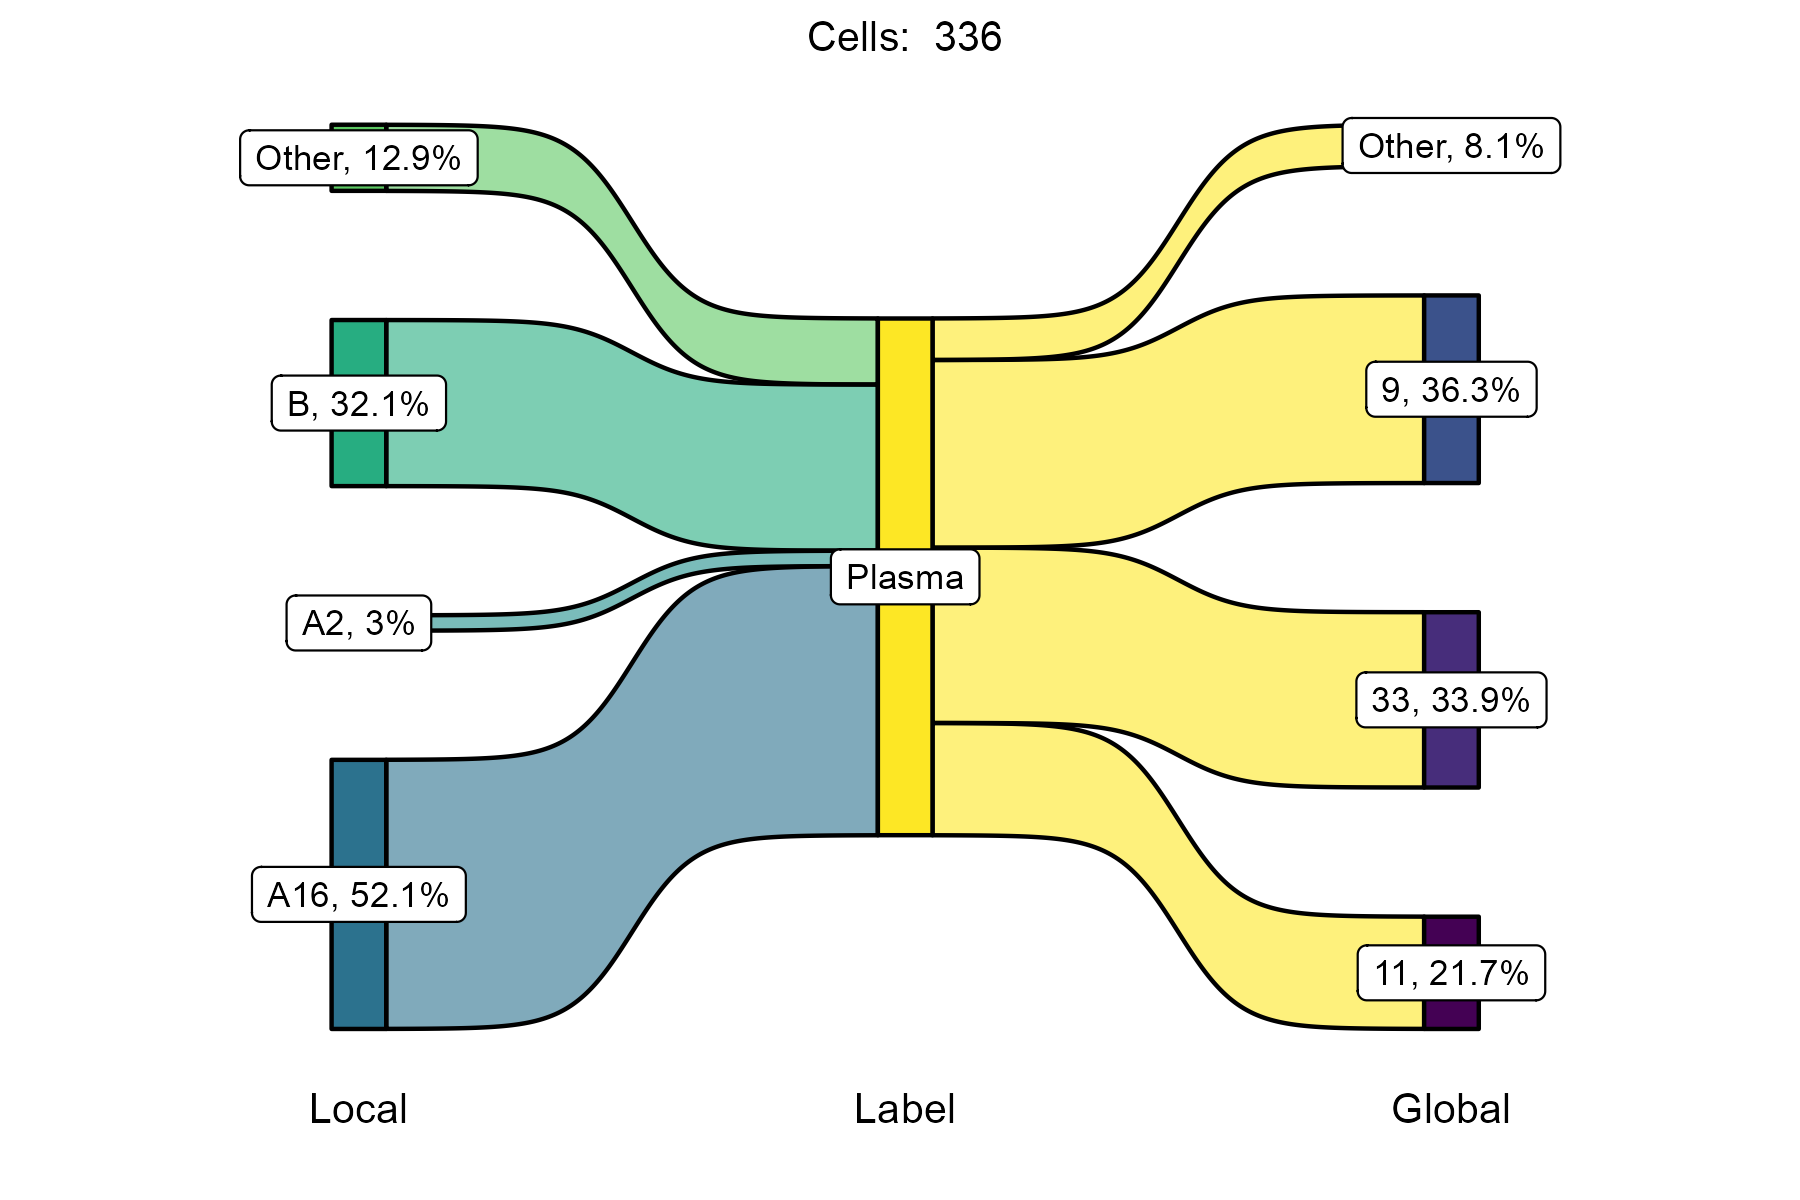 Cells:  336
Other, 12.9%
B, 32.1%
A2, 3%
A16, 52.1%
Plasma
Other, 8.1%
9, 36.3%
33, 33.9%
11, 21.7%
Local
Label
Global